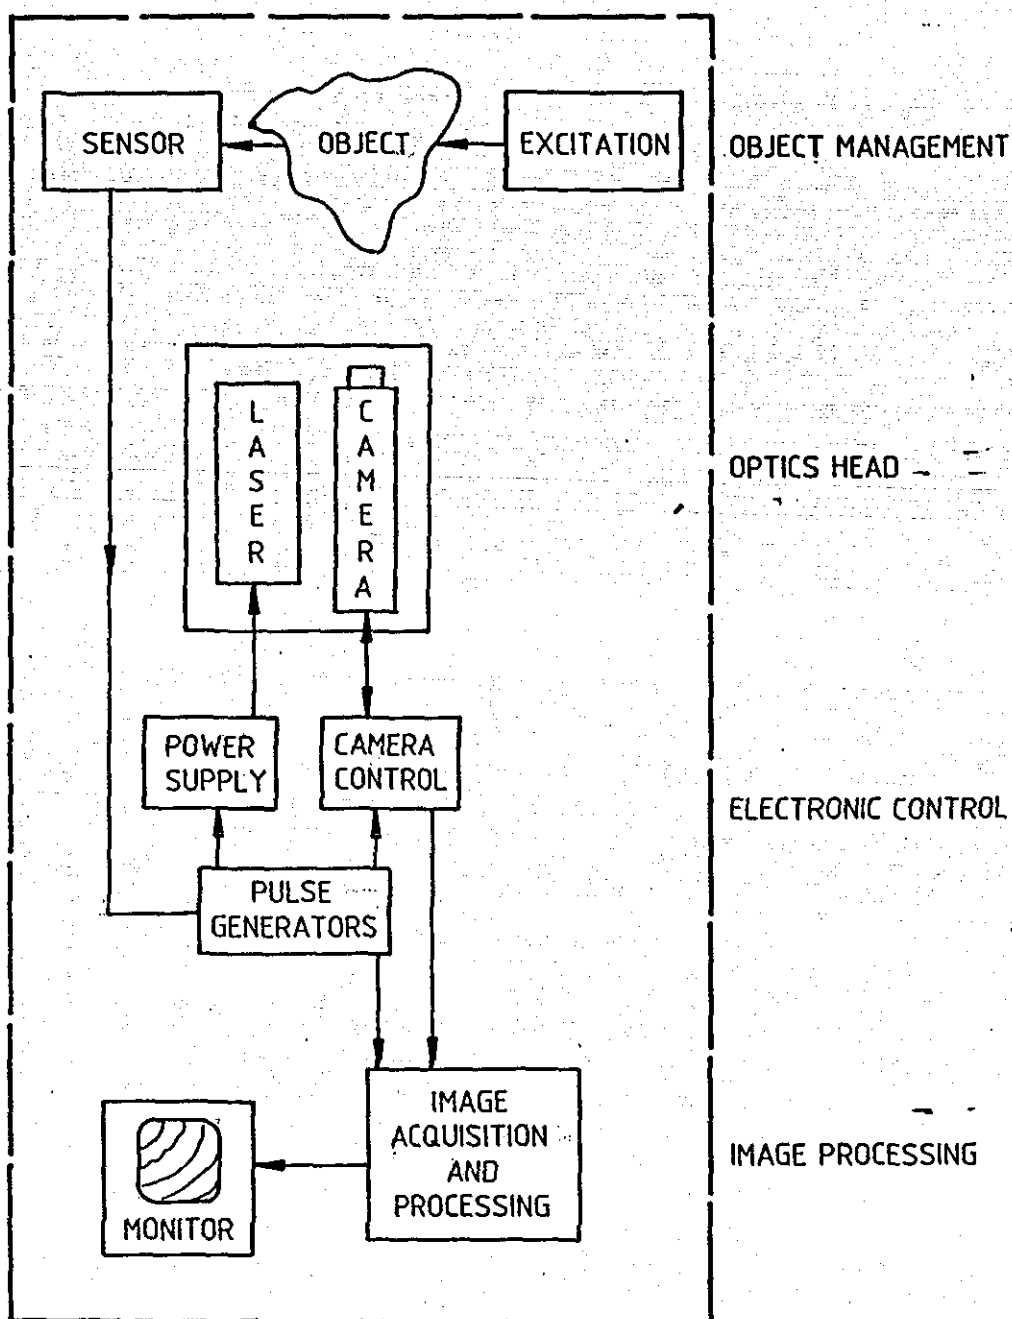 SENSOR
OBJECT
EXCITATION
OBJECT MANAGEMENT
LASER
CAMERA
OPTICS HEAD
POWER
SUPPLY
CAMERA
CONTROL
ELECTRONIC CONTROL
PULSE
GENERATORS
IMAGE
ACQUISITION
AND
PROCESSING
IMAGE PROCESSING
MONITOR